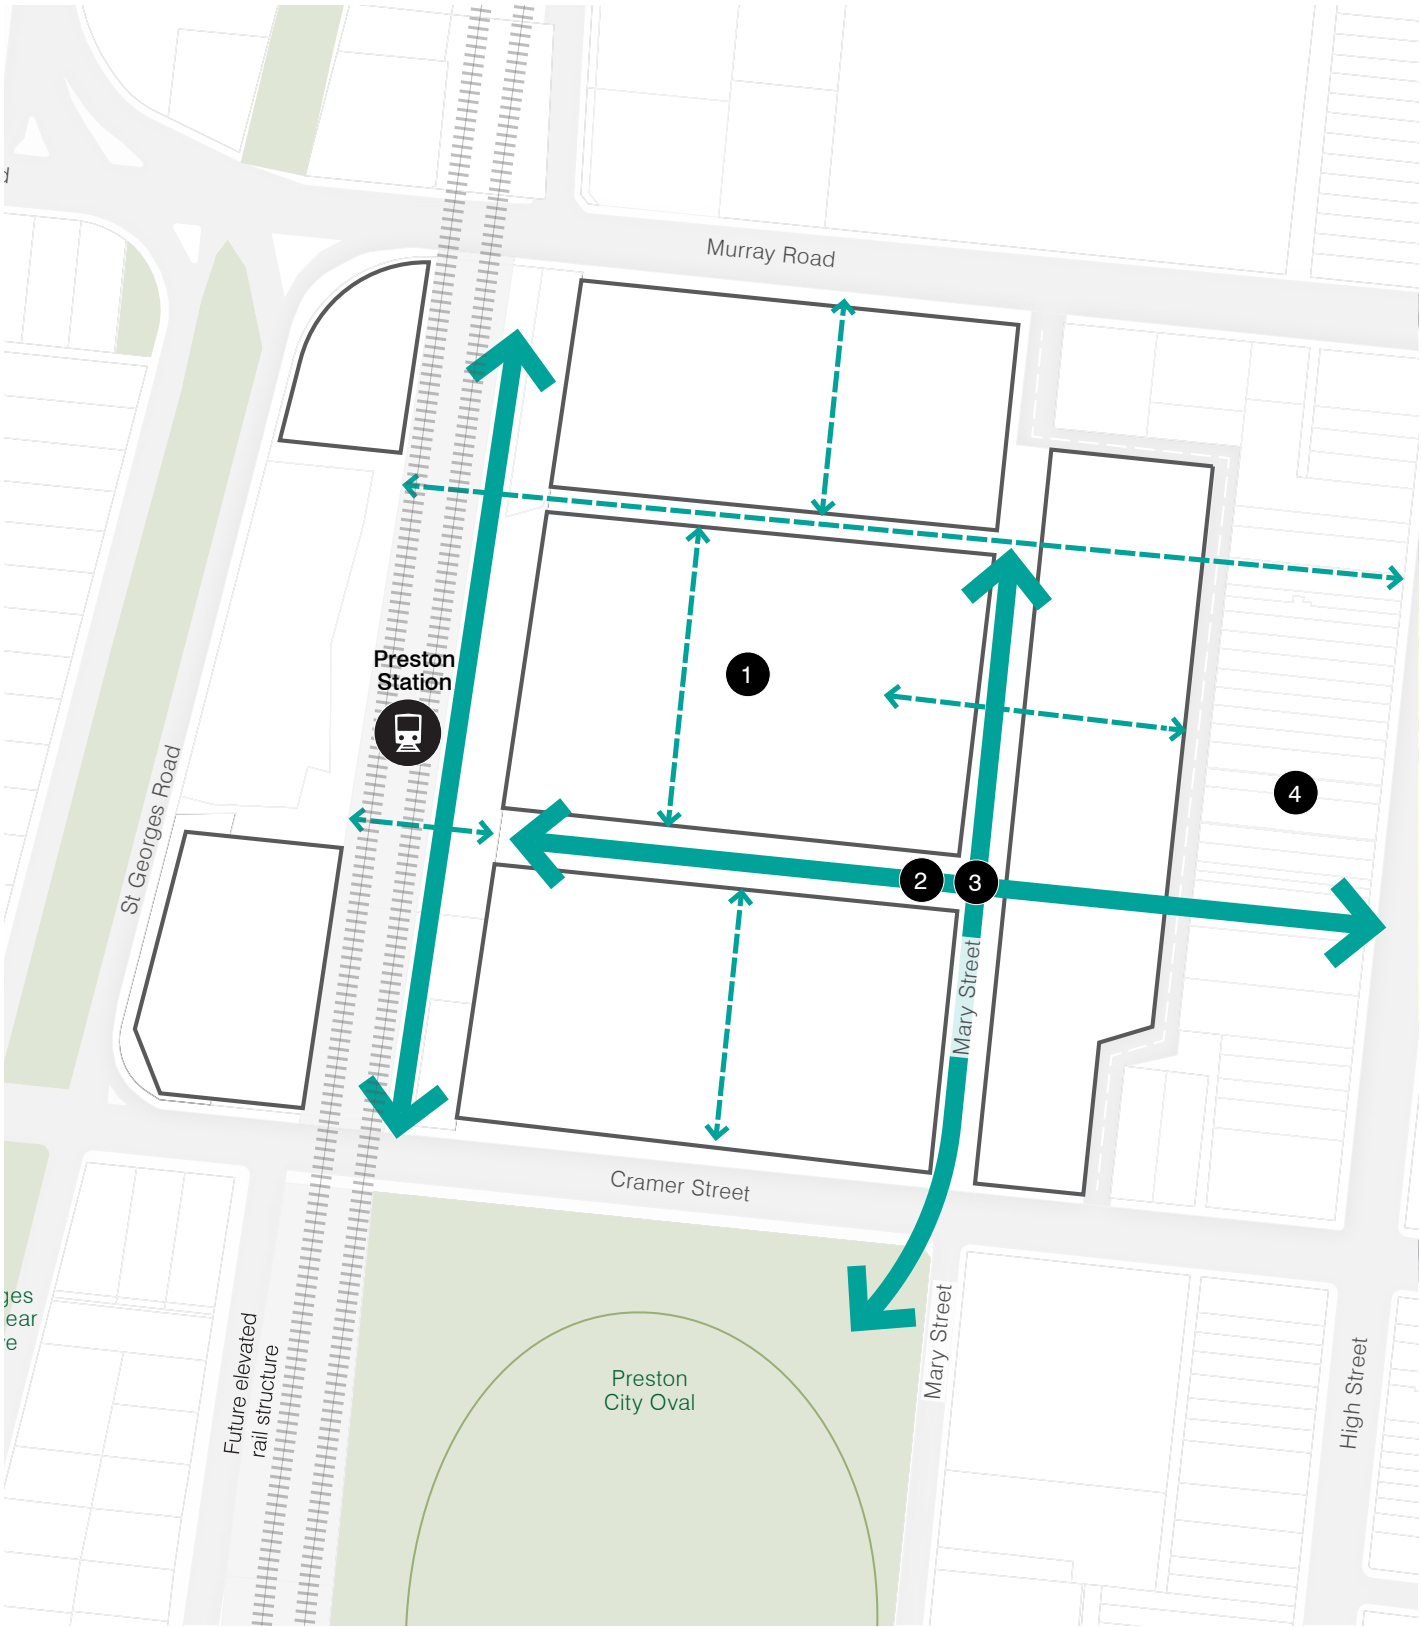 Murray Road
Preston
Station
1
St Georges Road
4
2
3
Mary Street
Cramer Street
Future elevated
rail structure
Preston
City Oval
Mary Street
High Street